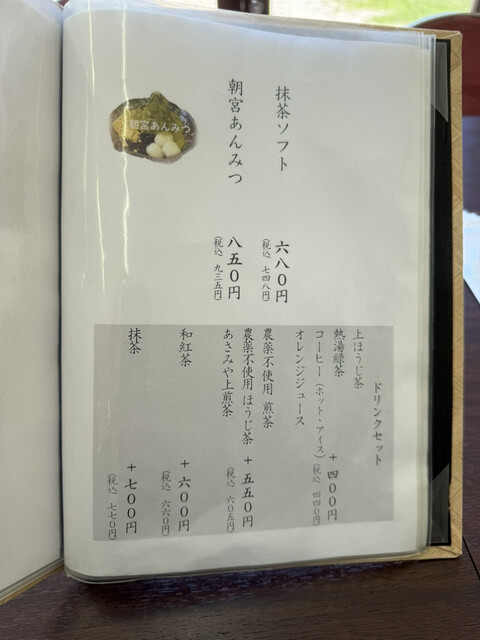 抹茶ソフト
六八〇円
(税込 七四八円)
朝宮あんみつ
八五〇円
(税込 九三五円)
朝宮あんみつ
ドリンクセット
上ほうじ茶
熱湯緑茶
コーヒー(ホット・アイス)
オレンジジュース
+四〇〇円
(税込 四四〇円)
農薬不使用 煎茶
農薬不使用 ほうじ茶
あさみや上煎茶
+五五〇円
(税込 六〇五円)
和紅茶
+六〇〇円
(税込 六六〇円)
抹茶
+七〇〇円
(税込 七七〇円)